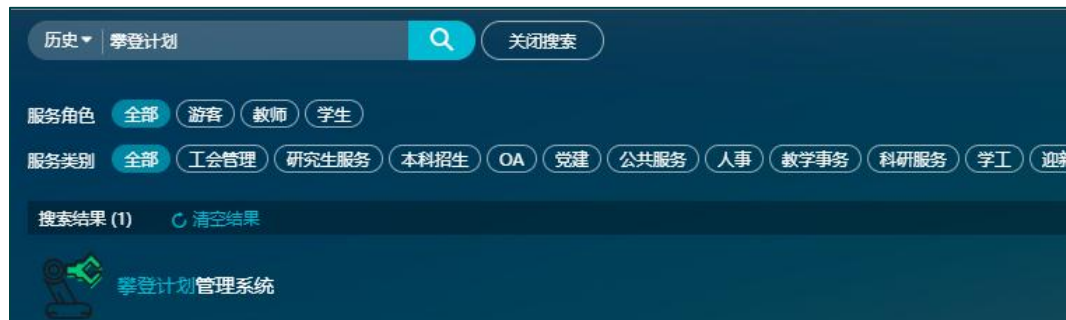 历史 攀登计划 关闭搜索
服务角色 全部 游客 教师 学生
服务类别 全部 工会管理 研究生服务 本科招生 OA 党建 公共服务 人事 教学事务 科研服务 学工 迎新
搜索结果 (1) 清空结果
攀登计划管理系统